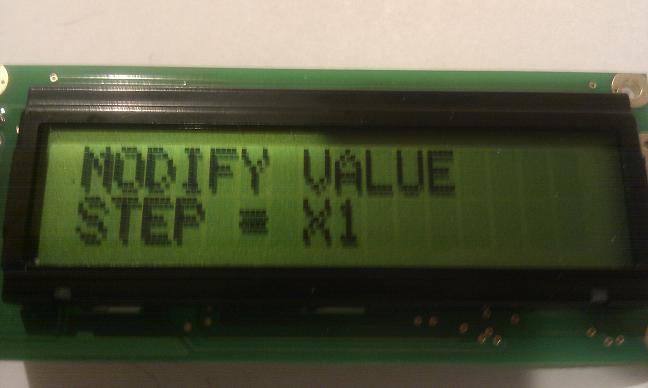 MODIFY VALUE
STEP = X1